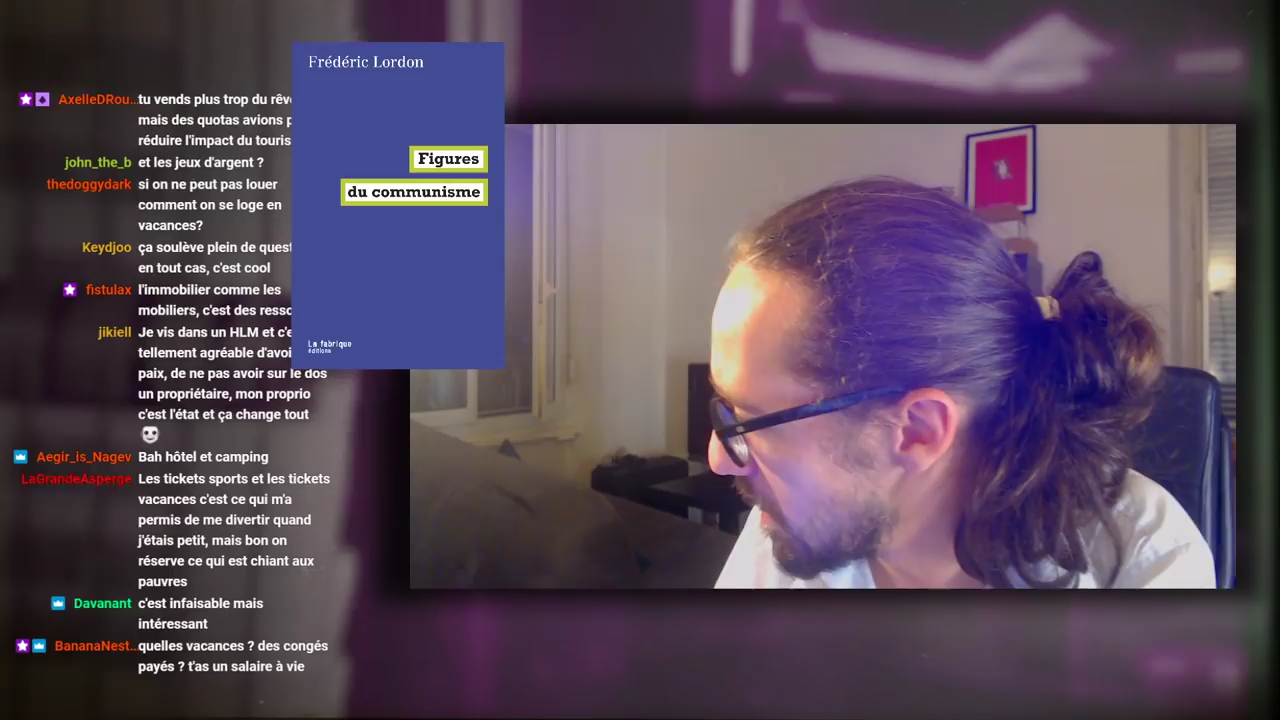 AxelleDRou... tu vends plus trop du rêve
mais des quotas avions p
réduire l'impact du touris
john_the_b et les jeux d'argent ?
thedoggydark si on ne peut pas louer
comment on se loge en
vacances?
Keydjoo ça soulève plein de quest
en tout cas, c'est cool
fistulax l'immobilier comme les
mobiliers, c'est des resso
jikiell Je vis dans un HLM et c'e
tellement agréable d'avoi
paix, de ne pas avoir sur le dos
un propriétaire, mon proprio
c'est l'état et ça change tout
Aegir_is_Nagev Bah hôtel et camping
LaGrandeAsperge Les tickets sports et les tickets
vacances c'est ce qui m'a
permis de me divertir quand
j'étais petit, mais bon on
réserve ce qui est chiant aux
pauvres
Davanant c'est infaisable mais
intéressant
BananaNest... quelles vacances ? des congés
payés ? t'as un salaire à vie
Frédéric Lordon
Figures
du communisme
La fabrique
éditions